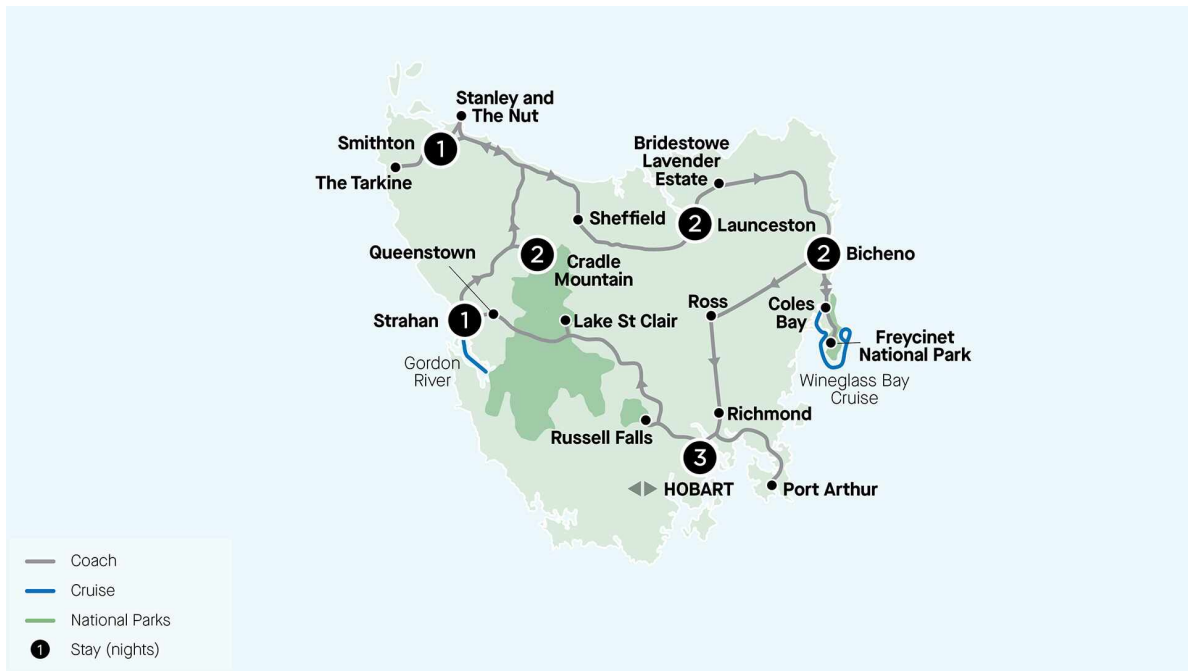 Stanley and
The Nut
Smithton
1
The Tarkine
Bridestowe
Lavender
Estate
Sheffield
2
Launceston
Queenstown
2
Cradle
Mountain
2
Bicheno
Strahan
1
Lake St Clair
Ross
Coles
Bay
Freycinet
National Park
Gordon
River
Wineglass Bay
Cruise
Richmond
Russell Falls
3
HOBART
Port Arthur
Coach
Cruise
National Parks
1 Stay (nights)